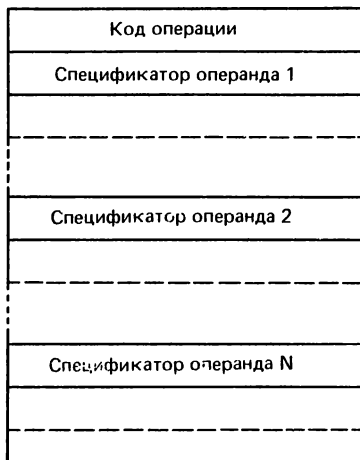 Код операции
Спецификатор операнда 1
Спецификатор операнда 2
Спецификатор операнда N